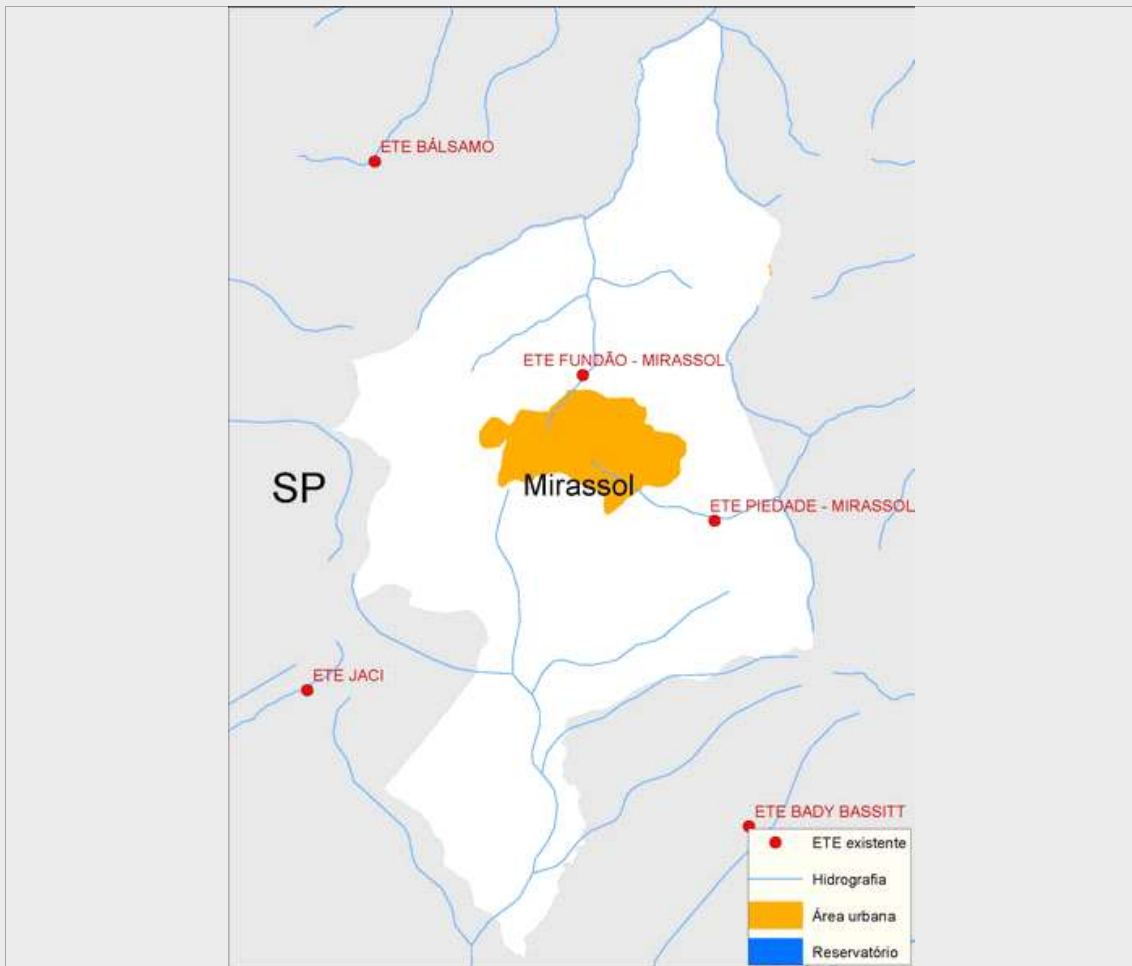 ETE BÁLSAMO
ETE FUNDÃO - MIRASSOL
SP
Mirassol
ETE PIEDADE - MIRASSOL
ETE JACI
ETE BADY BASSITT
ETE existente
Hidrografia
Área urbana
Reservatório